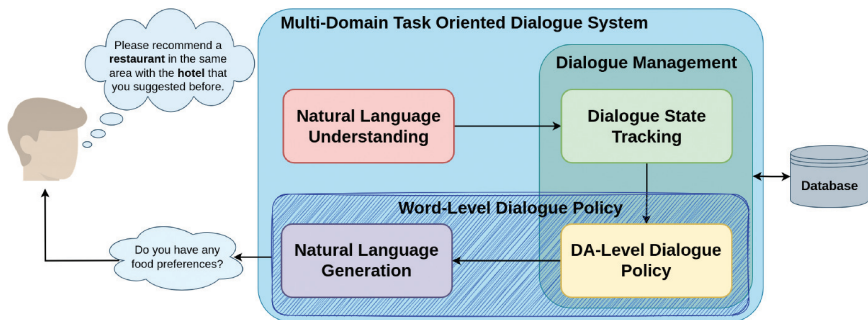 Multi-Domain Task Oriented Dialogue System
Please recommend a
restaurant in the same
area with the hotel that
you suggested before.
Dialogue Management
Natural Language
Understanding
Dialogue State
Tracking
Database
Word-Level Dialogue Policy
Do you have any
food preferences?
Natural Language
Generation
DA-Level Dialogue
Policy